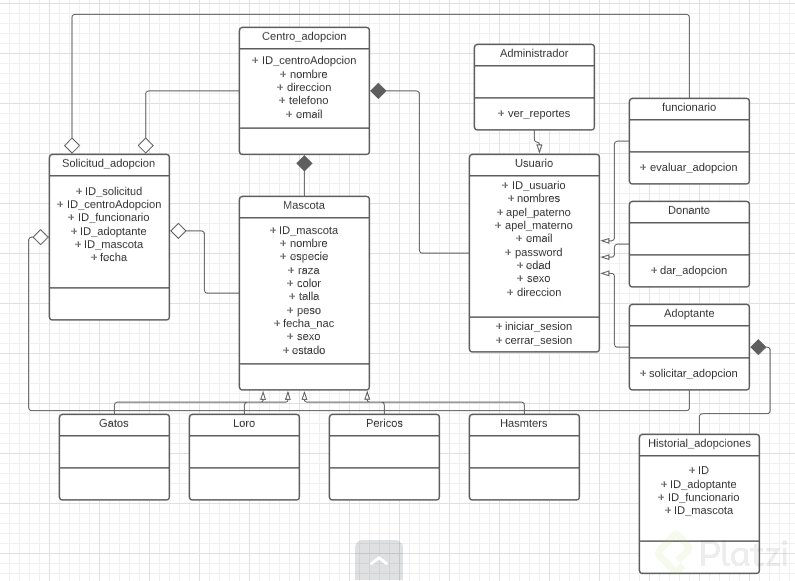 Centro_adopcion
+ ID_centroAdopcion
+ nombre
+ direccion
+ telefono
+ email
Administrador
+ ver_reportes
funcionario
+ evaluar_adopcion
Solicitud_adopcion
+ ID_solicitud
+ ID_centroAdopcion
+ ID_funcionario
+ ID_adoptante
+ ID_mascota
+ fecha
Mascota
+ ID_mascota
+ nombre
+ especie
+ raza
+ color
+ talla
+ peso
+ fecha_nac
+ sexo
+ estado
Usuario
+ ID_usuario
+ nombres
+ apel_paterno
+ apel_materno
+ email
+ password
+ edad
+ sexo
+ direccion
+ iniciar_sesion
+ cerrar_sesion
Donante
+ dar_adopcion
Adoptante
+ solicitar_adopcion
Gatos
Loro
Pericos
Hasmters
Historial_adopciones
+ ID
+ ID_adoptante
+ ID_funcionario
+ ID_mascota
Platzi